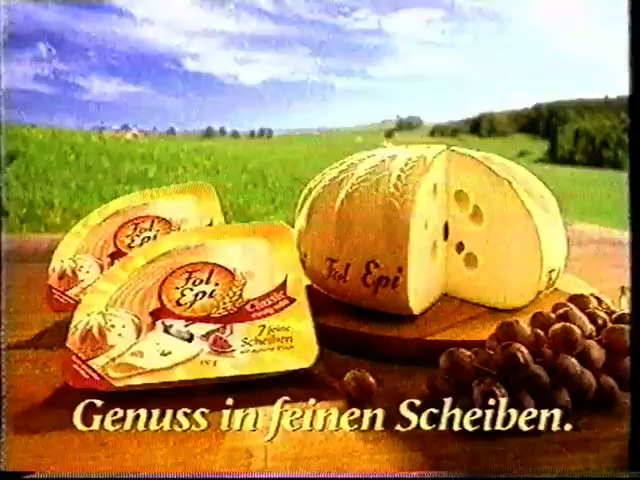 Fol
Epi
Fol
Epi
Classic
7 feine
Scheiben
Fol Epi
Genuss in feinen Scheiben.